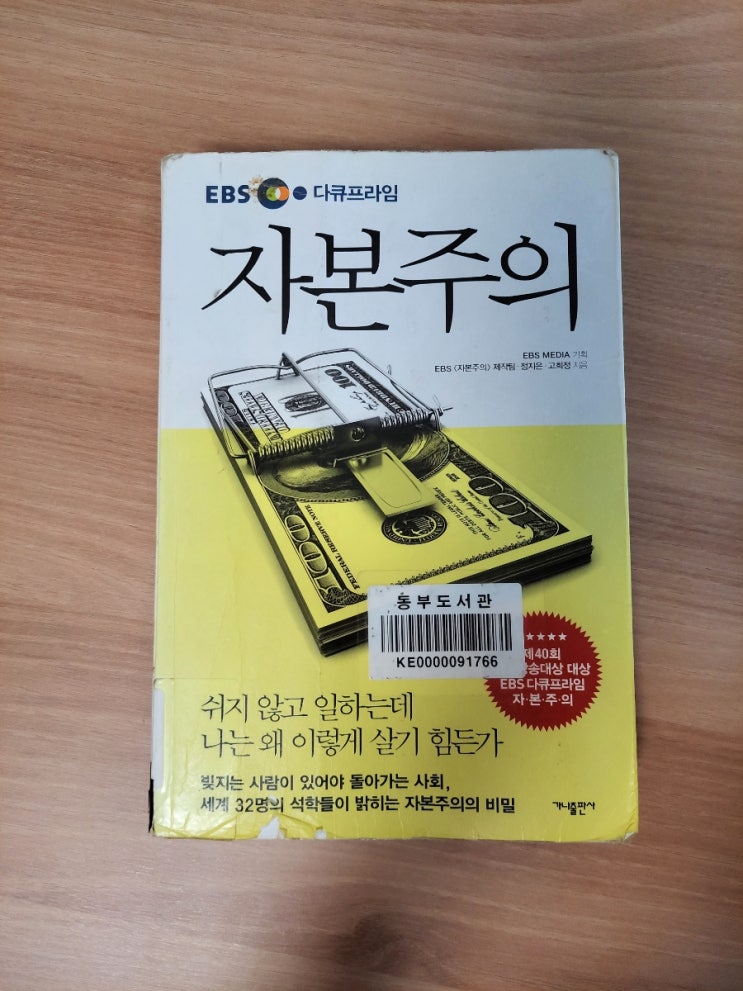 EBS 다큐프라임
자본주의
EBS MEDIA 기획
EBS 〈자본주의〉 제작팀·정지은·고희정 지음
100
FEDERAL RESERVE NOTE
100
100
동부도서관
KE0000091766
★★★★
제40회
송대상 대상
EBS 다큐프라임
자·본·주·의
쉬지 않고 일하는데
나는 왜 이렇게 살기 힘든가
빚지는 사람이 있어야 돌아가는 사회,
세계 32명의 석학들이 밝히는 자본주의의 비밀
가나출판사